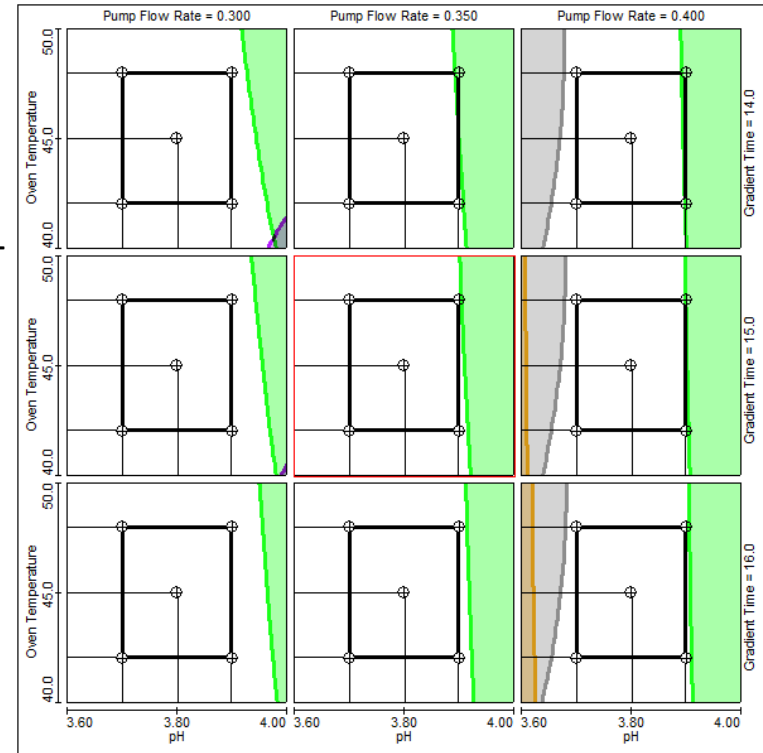 Pump Flow Rate = 0.300
Pump Flow Rate = 0.350
Pump Flow Rate = 0.400
50.0
45.0
40.0
Oven Temperature
Gradient Time = 14.0
50.0
45.0
40.0
Oven Temperature
Gradient Time = 15.0
50.0
45.0
40.0
Oven Temperature
Gradient Time = 16.0
3.60
3.80
4.00
3.60
3.80
4.00
3.60
3.80
4.00
pH
pH
pH